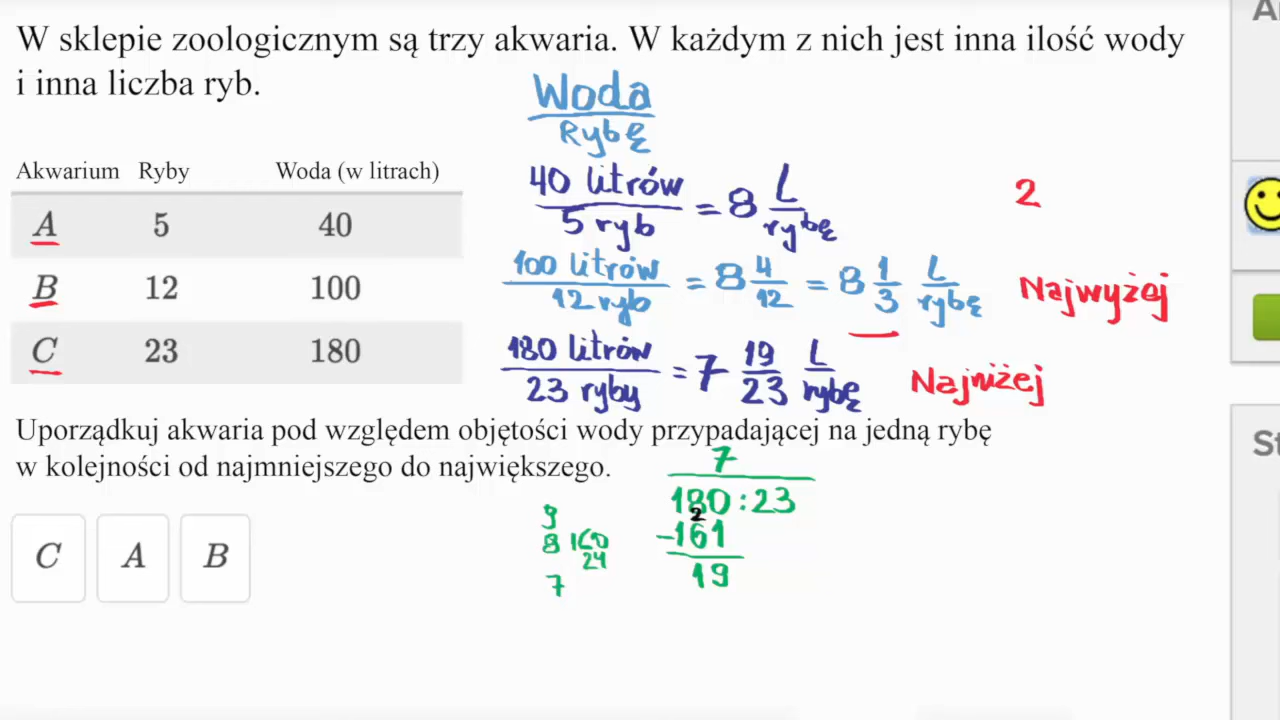 W sklepie zoologicznym są trzy akwaria. W każdym z nich jest inna ilość wody
i inna liczba ryb.
Woda
Rybę
Akwarium Ryby Woda (w litrach)
A 5 40
B 12 100
C 23 180
40 litrów
5 ryb
= 8 L
rybę
2
100 litrów
12 ryb
= 8 4/12 = 8 1/3 L
rybę
Najwyżej
180 litrów
23 ryby
= 7 19/23 L
rybę
Najniżej
Uporządkuj akwaria pod względem objętości wody przypadającej na jedną rybę
w kolejności od najmniejszego do największego.
C A B
9
8 160
24
7
7
180:23
2
-161
19